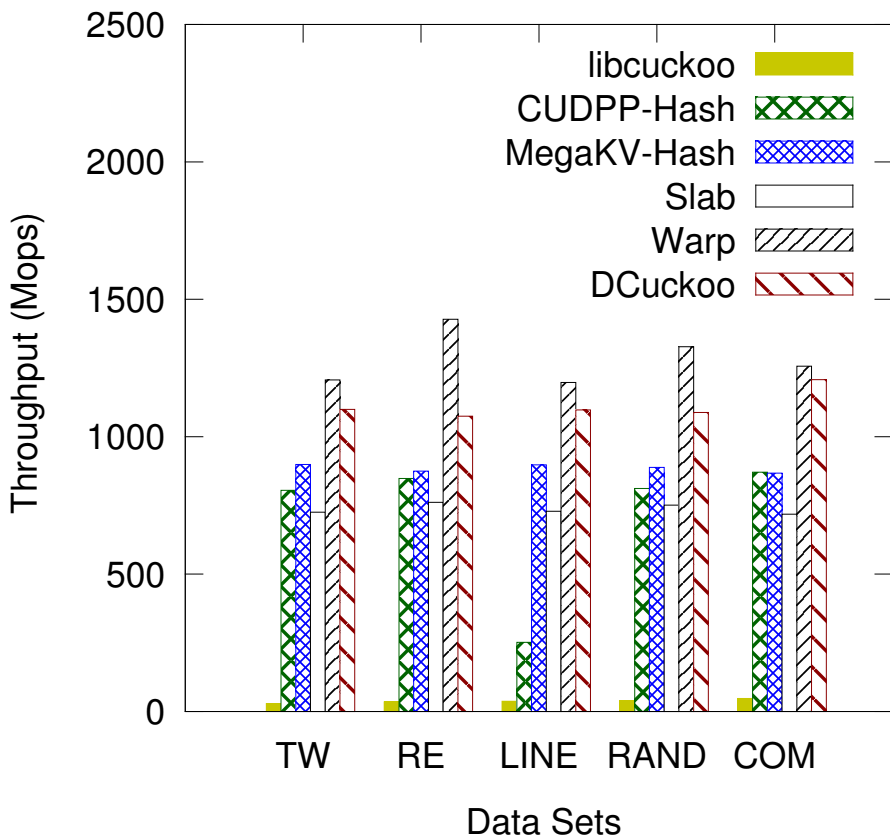 2500
2000
1500
1000
500
0
Throughput (Mops)
libcuckoo
CUDPP-Hash
MegaKV-Hash
Slab
Warp
DCuckoo
TW RE LINE RAND COM
Data Sets